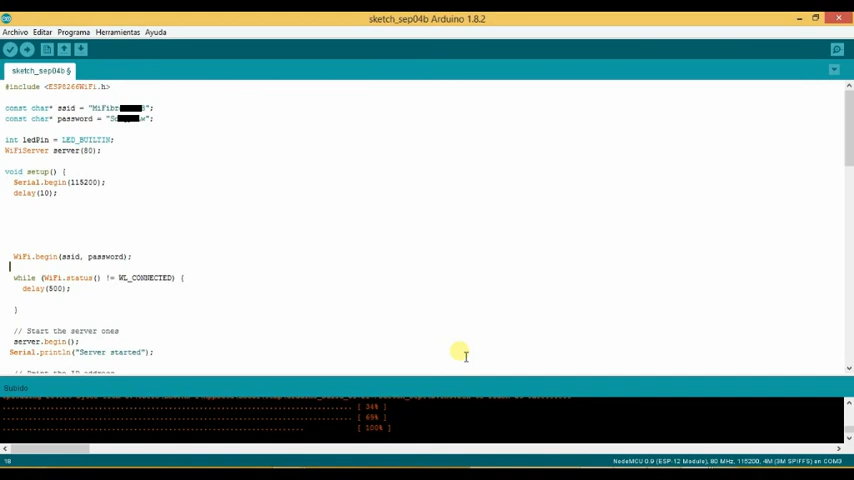 sketch_sep04b Arduino 1.8.2
Archivo Editar Programa Herramientas Ayuda
sketch_sep04b §
#include <ESP8266WiFi.h>
const char* ssid = "MiFibr
";
const char* password = "S
w";
int ledPin = LED_BUILTIN;
WiFiServer server(80);
void setup() {
Serial.begin(115200);
delay(10);
WiFi.begin(ssid, password);
while (WiFi.status() != WL_CONNECTED) {
delay(500);
}
// Start the server ones
server.begin();
Serial.println("Server started");
Subido
................................................................................ [ 34% ]
................................................................................ [ 69% ]
..................................................................... [ 100% ]
18 NodeMCU 0.9 (ESP-12 Module), 80 MHz, 115200, 4M (3M SPIFFS) en COM3